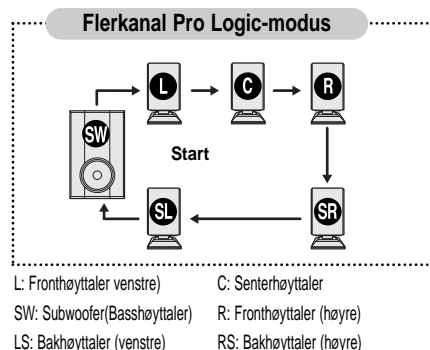 Flerkanal Pro Logic-modus
L C R
SW
Start
SL SR
L: Fronthøyttaler venstre) C: Senterhøyttaler
SW: Subwoofer(Basshøyttaler) R: Fronthøyttaler (høyre)
LS: Bakhøyttaler (venstre) RS: Bakhøyttaler (høyre)